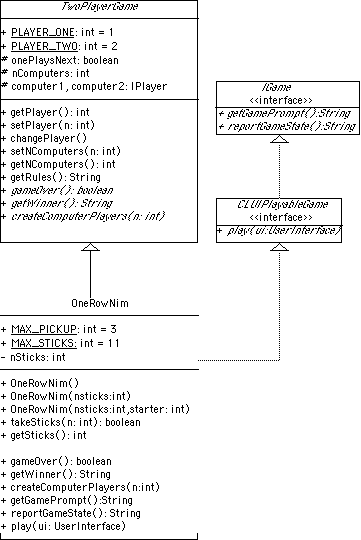 TwoPlayerGame
+ PLAYER_ONE: int = 1
+ PLAYER_TWO: int = 2
# onePlaysNext: boolean
# nComputers: int
# computer1, computer2: IPlayer
+ getPlayer(): int
+ setPlayer(n: int)
+ changePlayer()
+ setNComputers(n: int)
+ getNComputers(): int
+ getRules(): String
+ gameOver(): boolean
+ getWinner(): String
+ createComputerPlayers(n: int)
IGame
<<interface>>
+ getGamePrompt():String
+ reportGameState():String
CLUIPlayableGame
<<interface>>
+ play(ui:UserInterface)
OneRowNim
+ MAX_PICKUP: int = 3
+ MAX_STICKS: int = 11
- nSticks: int
+ OneRowNim()
+ OneRowNim(nsticks:int)
+ OneRowNim(nsticks:int,starter: int)
+ takeSticks(n: int): boolean
+ getSticks(): int
+ gameOver(): boolean
+ getWinner(): String
+ createComputerPlayers(n:int)
+ getGamePrompt():String
+ reportGameState(): String
+ play(ui: UserInterface)